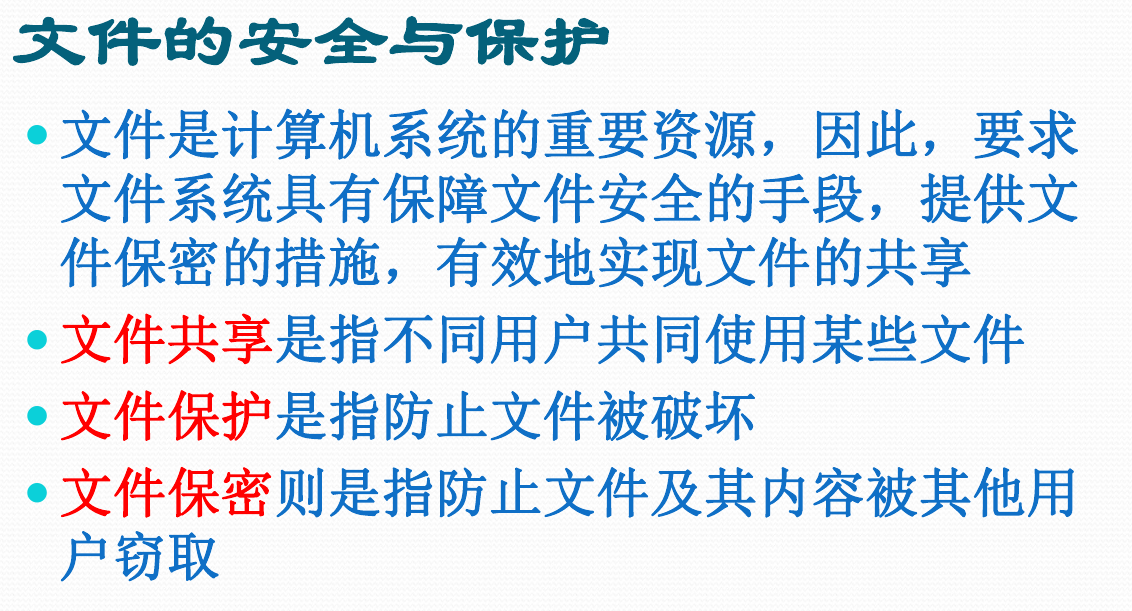 文件的安全与保护
• 文件是计算机系统的重要资源，因此，要求
文件系统具有保障文件安全的手段，提供文
件保密的措施，有效地实现文件的共享
• 文件共享是指不同用户共同使用某些文件
• 文件保护是指防止文件被破坏
• 文件保密则是指防止文件及其内容被其他用
户窃取